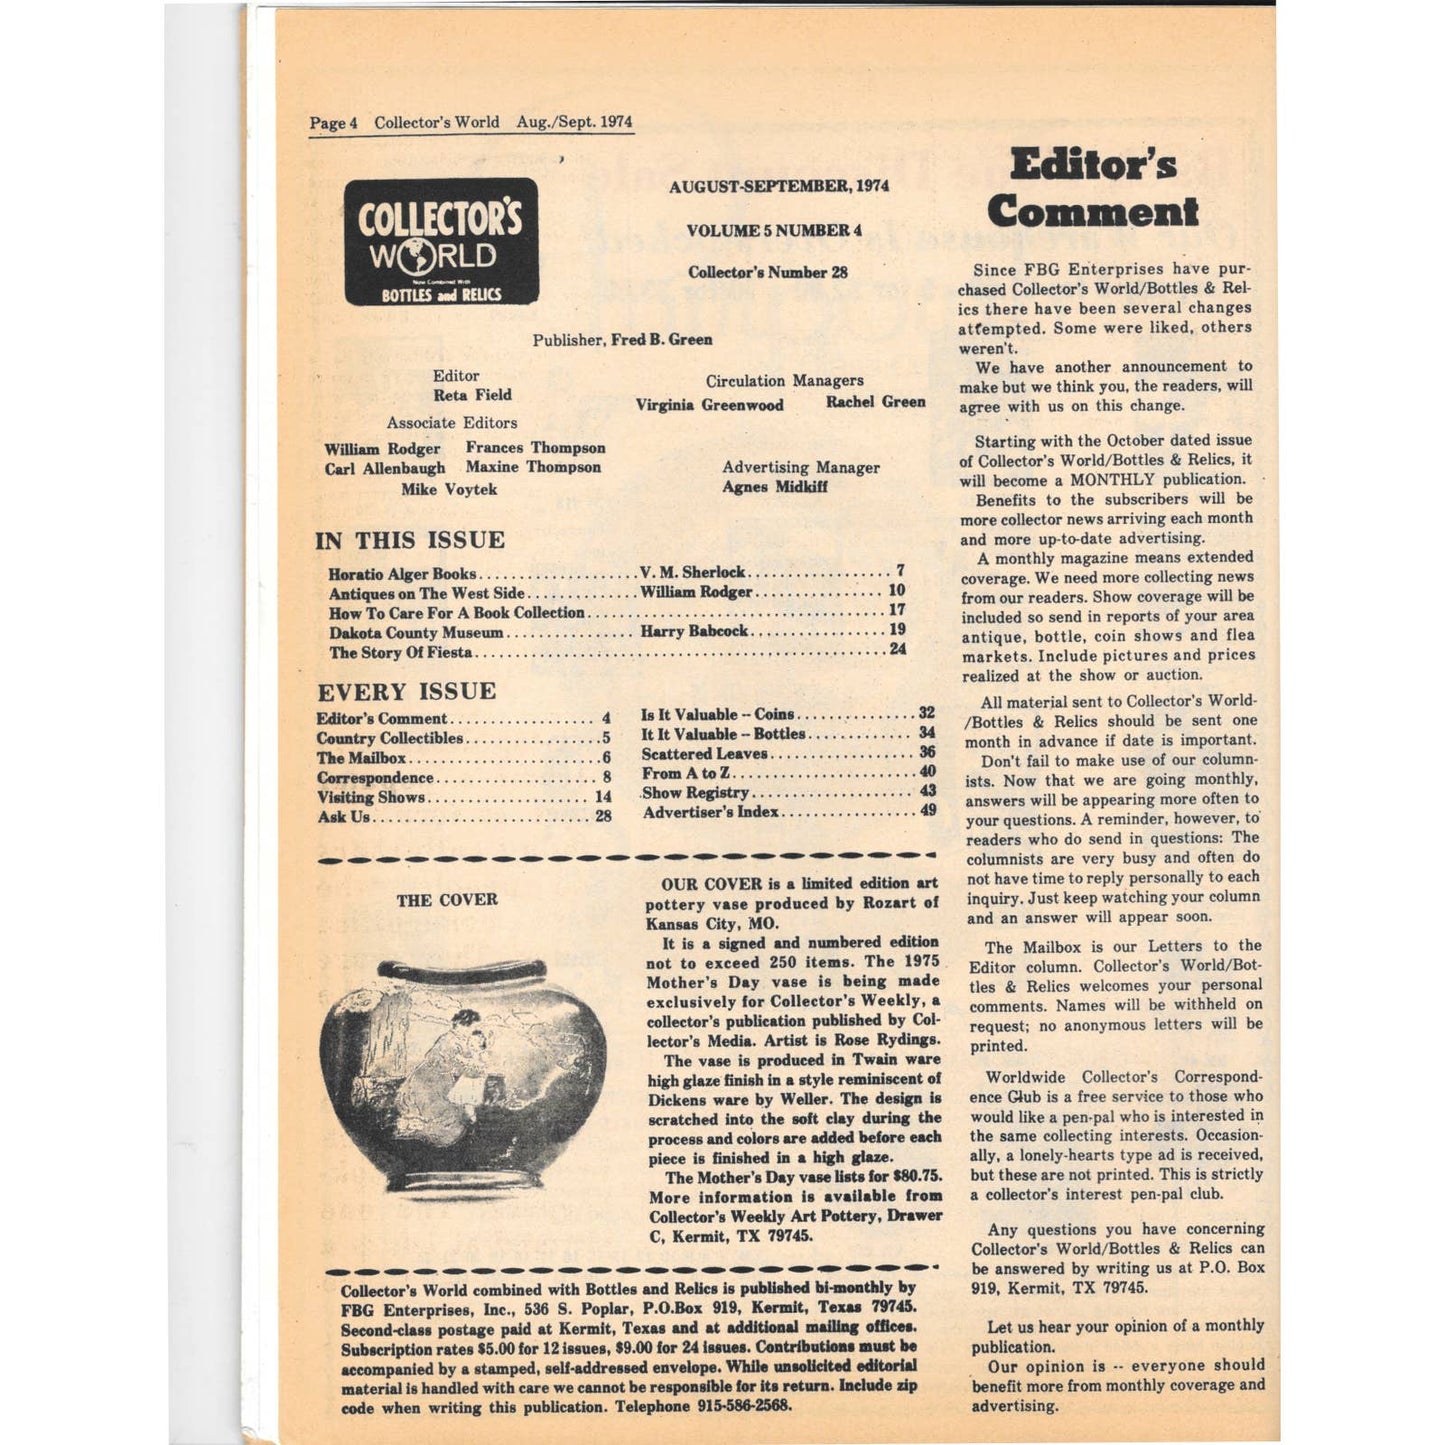 Page 4 Collector's World Aug./Sept. 1974
COLLECTOR'S
WORLD
Now Combined With
BOTTLES and RELICS
AUGUST-SEPTEMBER, 1974
VOLUME 5 NUMBER 4
Collector's Number 28
Publisher, Fred B. Green
Editor
Reta Field
Associate Editors
William Rodger Frances Thompson
Carl Allenbaugh Maxine Thompson
Mike Voytek
Circulation Managers
Virginia Greenwood Rachel Green
Advertising Manager
Agnes Midkiff
IN THIS ISSUE
Horatio Alger Books....................V. M. Sherlock.................. 7
Antiques on The West Side..............William Rodger................ 10
How To Care For A Book Collection..................................... 17
Dakota County Museum................ Harry Babcock................. 19
The Story Of Fiesta....................................................24
EVERY ISSUE
Editor's Comment.................. 4
Country Collectibles.................5
The Mailbox........................6
Correspondence.................... 8
Visiting Shows.................... 14
Ask Us........................... 28
Is It Valuable -- Coins...............32
It It Valuable -- Bottles............. 34
Scattered Leaves.................. 36
From A to Z.......................40
Show Registry.................... 43
Advertiser's Index.................49
THE COVER
OUR COVER is a limited edition art
pottery vase produced by Rozart of
Kansas City, MO.
It is a signed and numbered edition
not to exceed 250 items. The 1975
Mother's Day vase is being made
exclusively for Collector's Weekly, a
collector's publication published by Col-
lector's Media. Artist is Rose Rydings.
The vase is produced in Twain ware
high glaze finish in a style reminiscent of
Dickens ware by Weller. The design is
scratched into the soft clay during the
process and colors are added before each
piece is finished in a high glaze.
The Mother's Day vase lists for $80.75.
More information is available from
Collector's Weekly Art Pottery, Drawer
C, Kermit, TX 79745.
Collector's World combined with Bottles and Relics is published bi-monthly by
FBG Enterprises, Inc., 536 S. Poplar, P.O.Box 919, Kermit, Texas 79745.
Second-class postage paid at Kermit, Texas and at additional mailing offices.
Subscription rates $5.00 for 12 issues, $9.00 for 24 issues. Contributions must be
accompanied by a stamped, self-addressed envelope. While unsolicited editorial
material is handled with care we cannot be responsible for its return. Include zip
code when writing this publication. Telephone 915-586-2568.
Editor's
Comment
Since FBG Enterprises have pur-
chased Collector's World/Bottles & Rel-
ics there have been several changes
attempted. Some were liked, others
weren't.
We have another announcement to
make but we think you, the readers, will
agree with us on this change.
Starting with the October dated issue
of Collector's World/Bottles & Relics, it
will become a MONTHLY publication.
Benefits to the subscribers will be
more collector news arriving each month
and more up-to-date advertising.
A monthly magazine means extended
coverage. We need more collecting news
from our readers. Show coverage will be
included so send in reports of your area
antique, bottle, coin shows and flea
markets. Include pictures and prices
realized at the show or auction.
All material sent to Collector's World-
/Bottles & Relics should be sent one
month in advance if date is important.
Don't fail to make use of our column-
ists. Now that we are going monthly,
answers will be appearing more often to
your questions. A reminder, however, to
readers who do send in questions: The
columnists are very busy and often do
not have time to reply personally to each
inquiry. Just keep watching your column
and an answer will appear soon.
The Mailbox is our Letters to the
Editor column. Collector's World/Bot-
tles & Relics welcomes your personal
comments. Names will be withheld on
request; no anonymous letters will be
printed.
Worldwide Collector's Correspond-
ence Club is a free service to those who
would like a pen-pal who is interested in
the same collecting interests. Occasion-
ally, a lonely-hearts type ad is received,
but these are not printed. This is strictly
a collector's interest pen-pal club.
Any questions you have concerning
Collector's World/Bottles & Relics can
be answered by writing us at P.O. Box
919, Kermit, TX 79745.
Let us hear your opinion of a monthly
publication.
Our opinion is -- everyone should
benefit more from monthly coverage and
advertising.